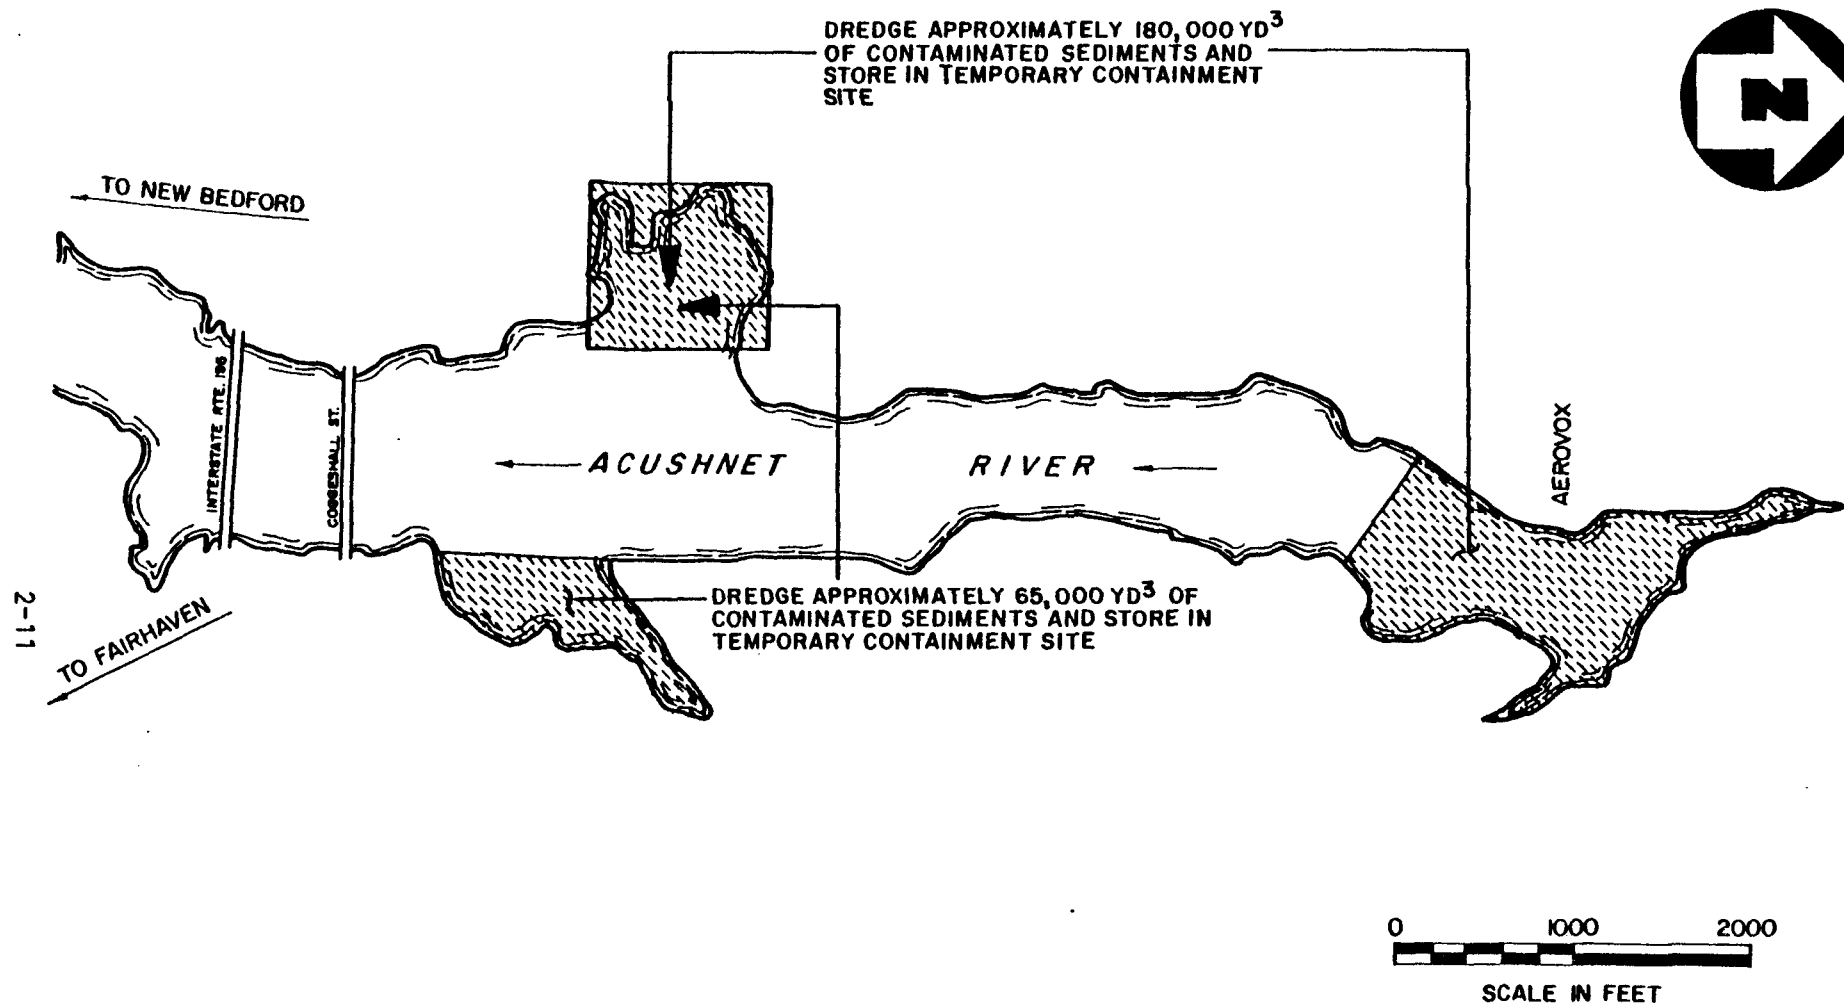 DREDGE APPROXIMATELY 180,000 YD³
OF CONTAMINATED SEDIMENTS AND
STORE IN TEMPORARY CONTAINMENT
SITE
N
TO NEW BEDFORD
INTERSTATE RTE. 195
COGGESHALL ST.
ACUSHNET RIVER
AEROVOX
DREDGE APPROXIMATELY 65,000 YD³ OF
CONTAMINATED SEDIMENTS AND STORE IN
TEMPORARY CONTAINMENT SITE
2-11
TO FAIRHAVEN
0 1000 2000
SCALE IN FEET